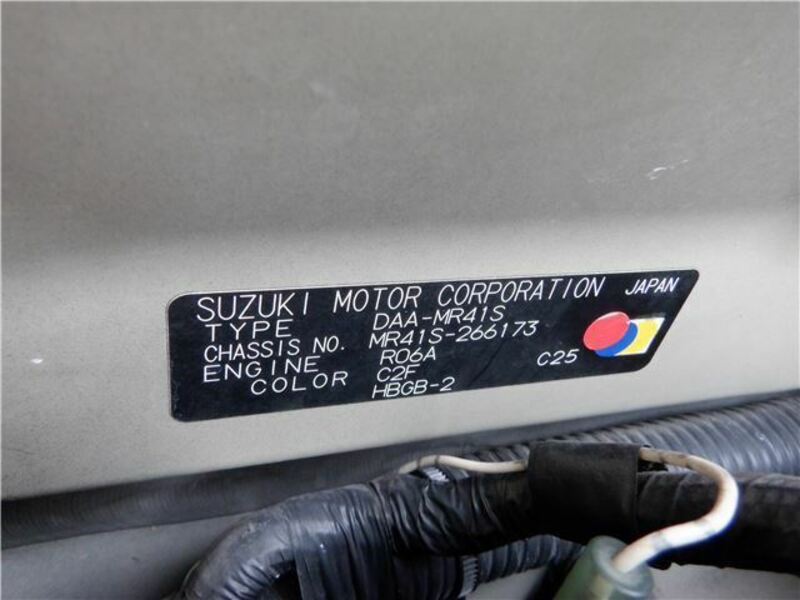 SUZUKI MOTOR CORPORATION JAPAN
TYPE DAA-MR41S
CHASSIS NO. MR41S-266173
ENGINE R06A C25
COLOR C2F
HBGB-2